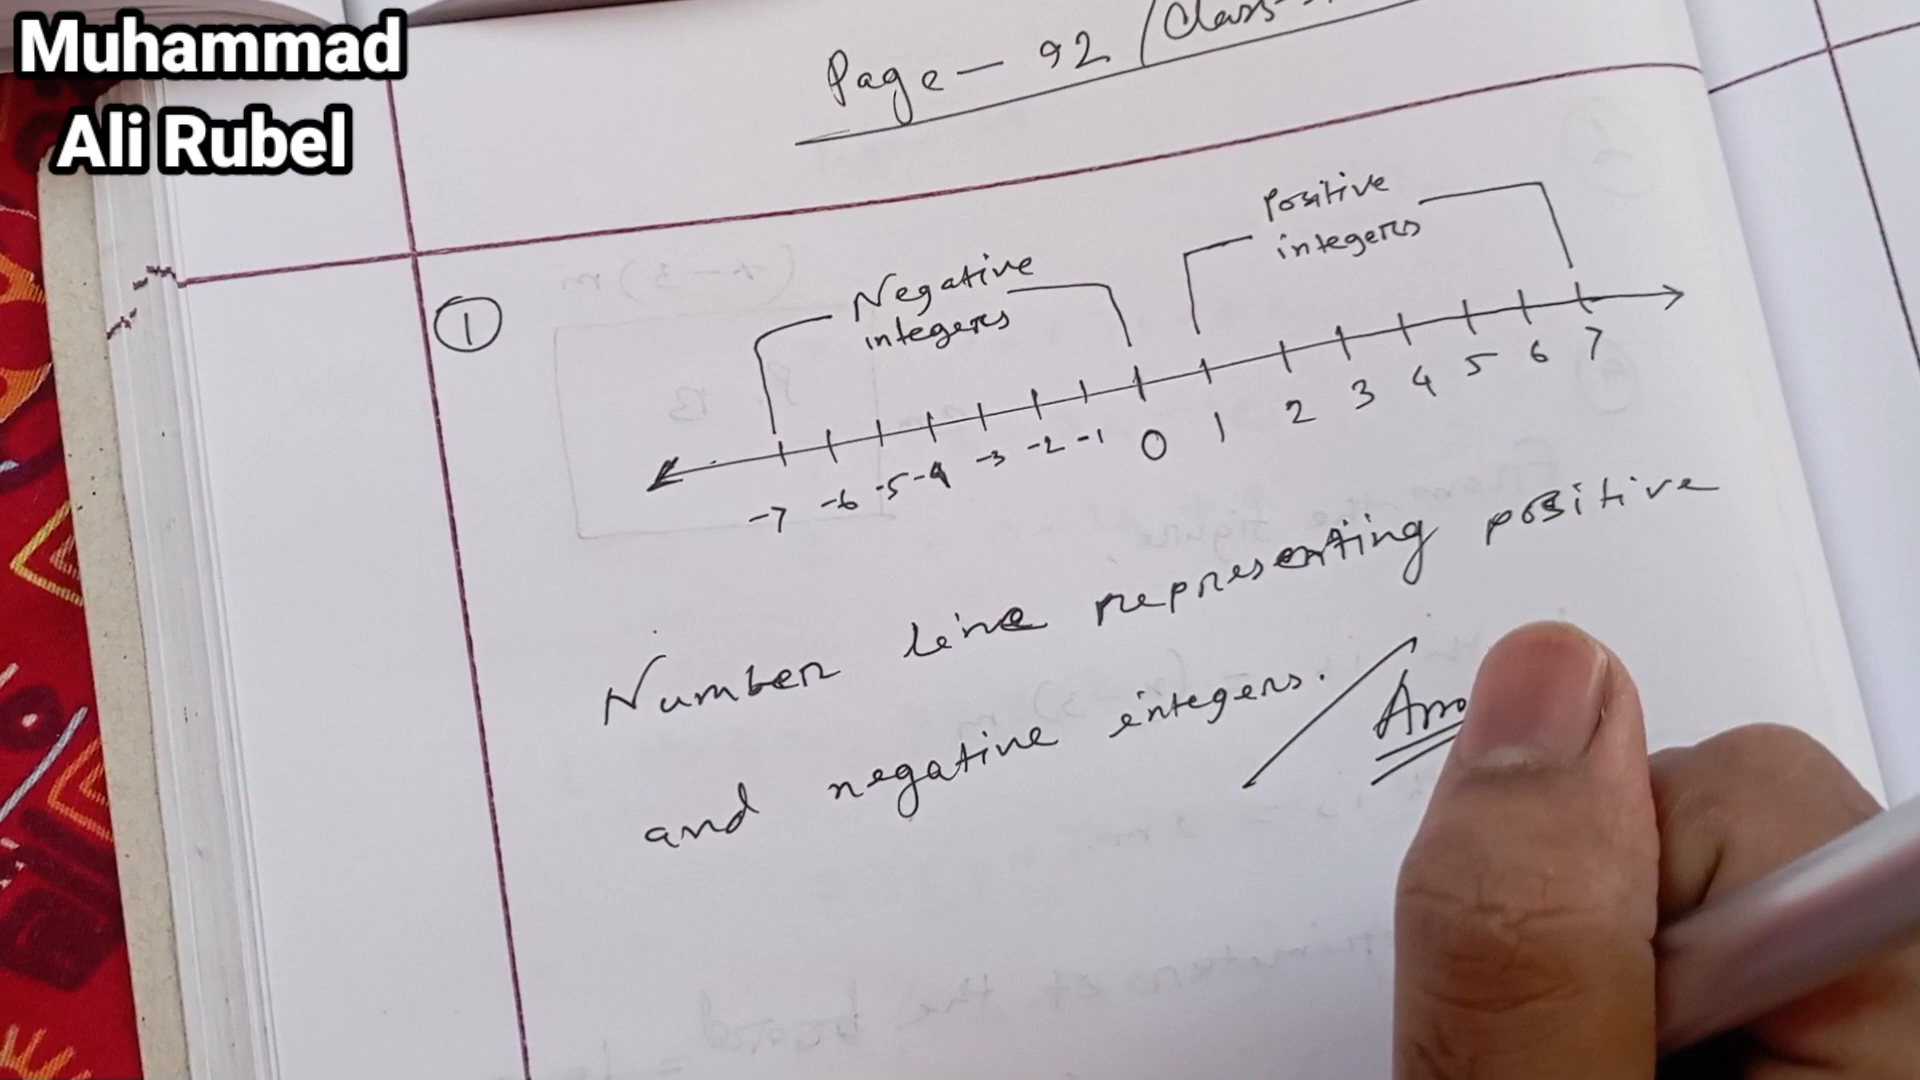 Muhammad
Ali Rubel
Page - 92 / Class
①
Negative
integers
Positive
integers
-7 -6 -5 -4 -3 -2 -1 0 1 2 3 4 5 6 7
Number line representing positive
and negative integers.